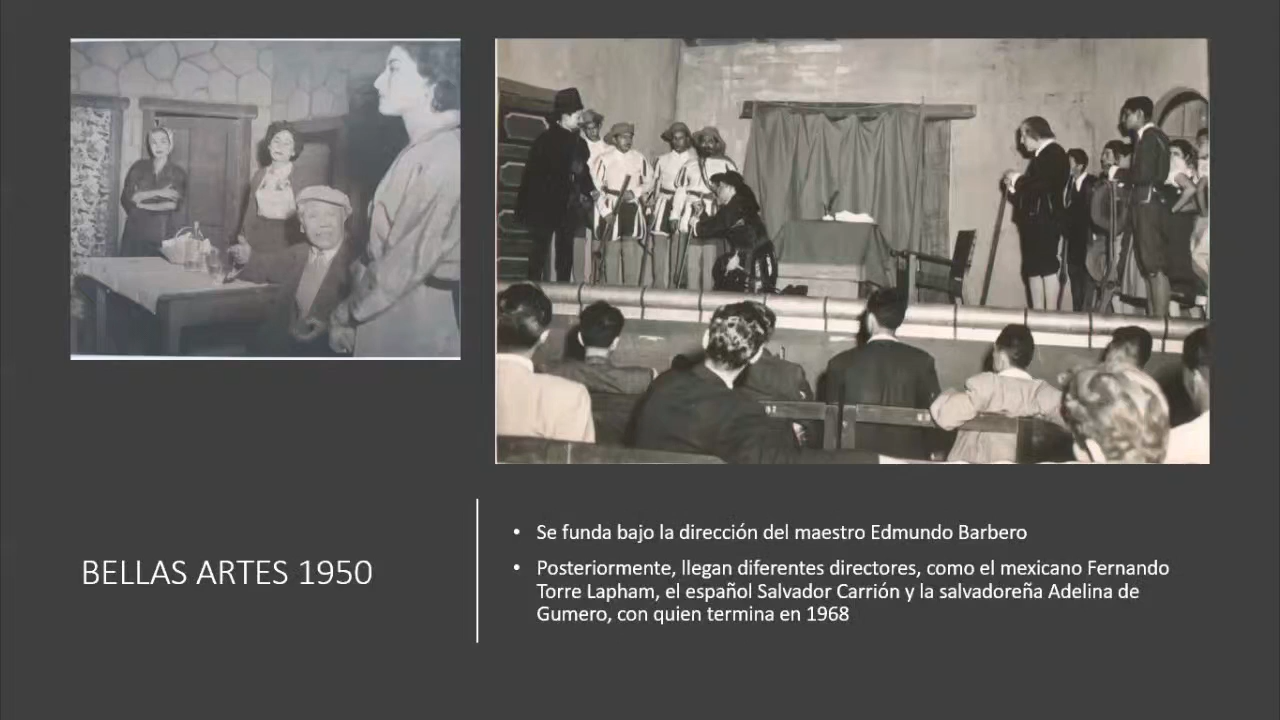 BELLAS ARTES 1950
• Se funda bajo la dirección del maestro Edmundo Barbero
• Posteriormente, llegan diferentes directores, como el mexicano Fernando
Torre Lapham, el español Salvador Carrión y la salvadoreña Adelina de
Gumero, con quien termina en 1968